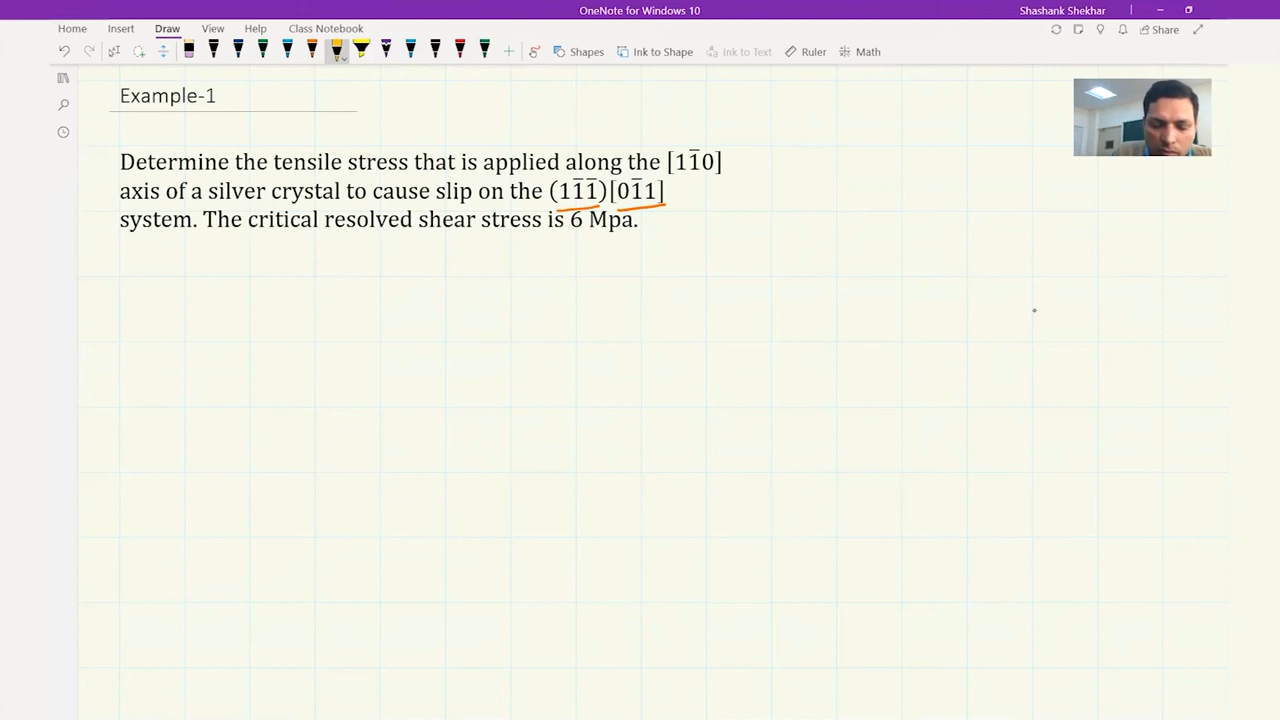 OneNote for Windows 10
Shashank Shekhar
Home Insert Draw View Help Class Notebook
Share
Shapes Ink to Shape Ink to Text Ruler Math
Example-1
Determine the tensile stress that is applied along the [11̅0]
axis of a silver crystal to cause slip on the (11̅1̅)[01̅1]
system. The critical resolved shear stress is 6 Mpa.